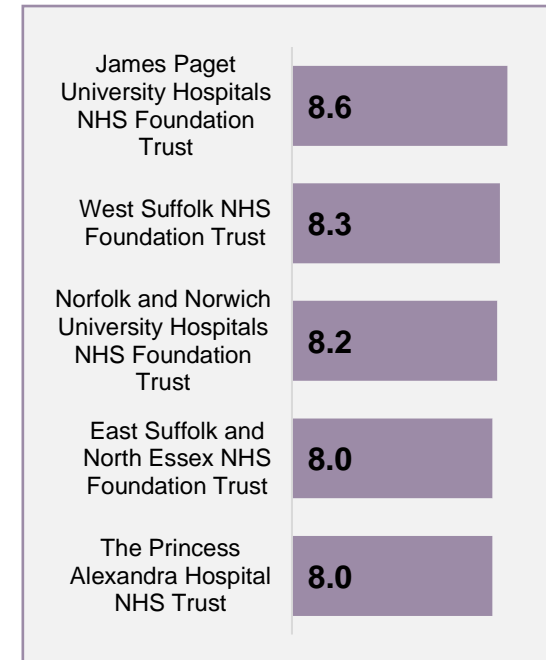 James Paget
University Hospitals
NHS Foundation
Trust
8.6
West Suffolk NHS
Foundation Trust
8.3
Norfolk and Norwich
University Hospitals
NHS Foundation
Trust
8.2
East Suffolk and
North Essex NHS
Foundation Trust
8.0
The Princess
Alexandra Hospital
NHS Trust
8.0